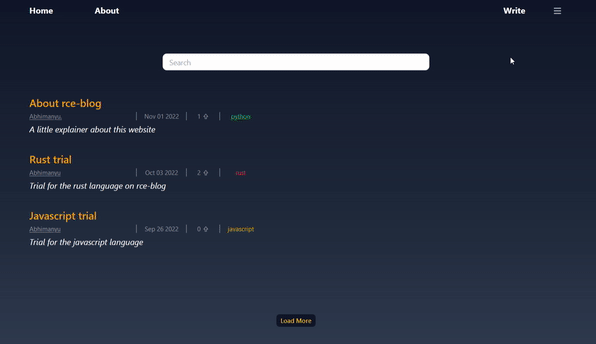 Home About Write
Search
About rce-blog
Abhimanyu Nov 01 2022 1 python
A little explainer about this website
Rust trial
Abhimanyu Oct 03 2022 2 rust
Trial for the rust language on rce-blog
Javascript trial
Abhimanyu Sep 26 2022 0 javascript
Trial for the javascript language
Load More